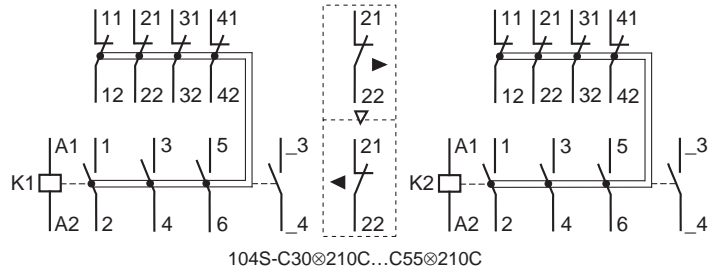 11 21 31 41 21 11 21 31 41
12 22 32 42 22 12 22 32 42
A1 1 3 5 _3 21 A1 1 3 5 _3
K1 K2
A2 2 4 6 _4 22 A2 2 4 6 _4
104S-C30⊗210C…C55⊗210C